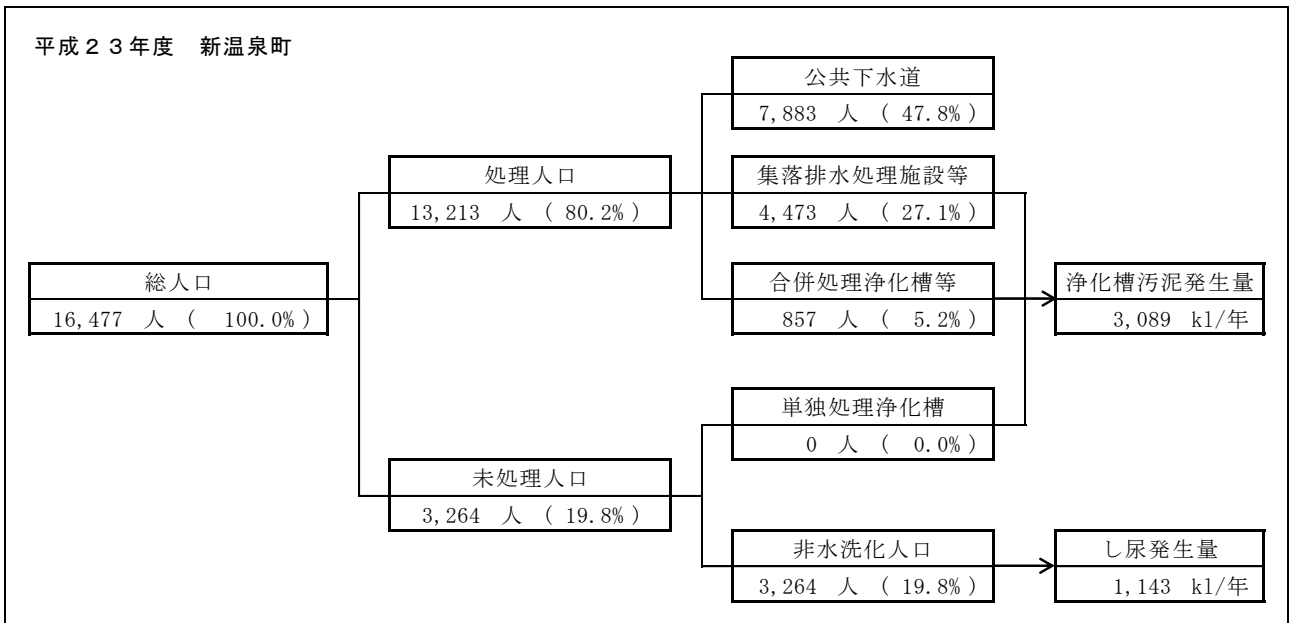 平成23年度　新温泉町
公共下水道
7,883 人 ( 47.8% )
処理人口
13,213 人 ( 80.2% )
集落排水処理施設等
4,473 人 ( 27.1% )
総人口
16,477 人 ( 100.0%)
合併処理浄化槽等
857 人 ( 5.2% )
浄化槽汚泥発生量
3,089 kl/年
単独処理浄化槽
0 人 ( 0.0% )
未処理人口
3,264 人 ( 19.8% )
非水洗化人口
3,264 人 ( 19.8% )
し尿発生量
1,143 kl/年